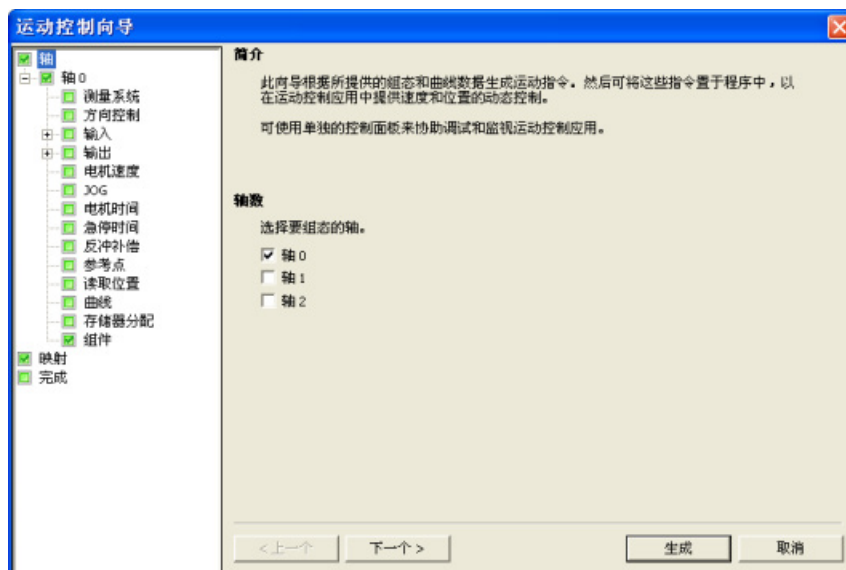 运动控制向导
轴
轴 0
测量系统
方向控制
输入
输出
电机速度
JOG
电机时间
急停时间
反冲补偿
参考点
读取位置
曲线
存储器分配
组件
映射
完成
简介
此向导根据所提供的组态和曲线数据生成运动指令。然后可将这些指令置于程序中，以
在运动控制应用中提供速度和位置的动态控制。
可使用单独的控制面板来协助调试和监视运动控制应用。
轴数
选择要组态的轴。
轴 0
轴 1
轴 2
<上一个
下一个>
生成
取消